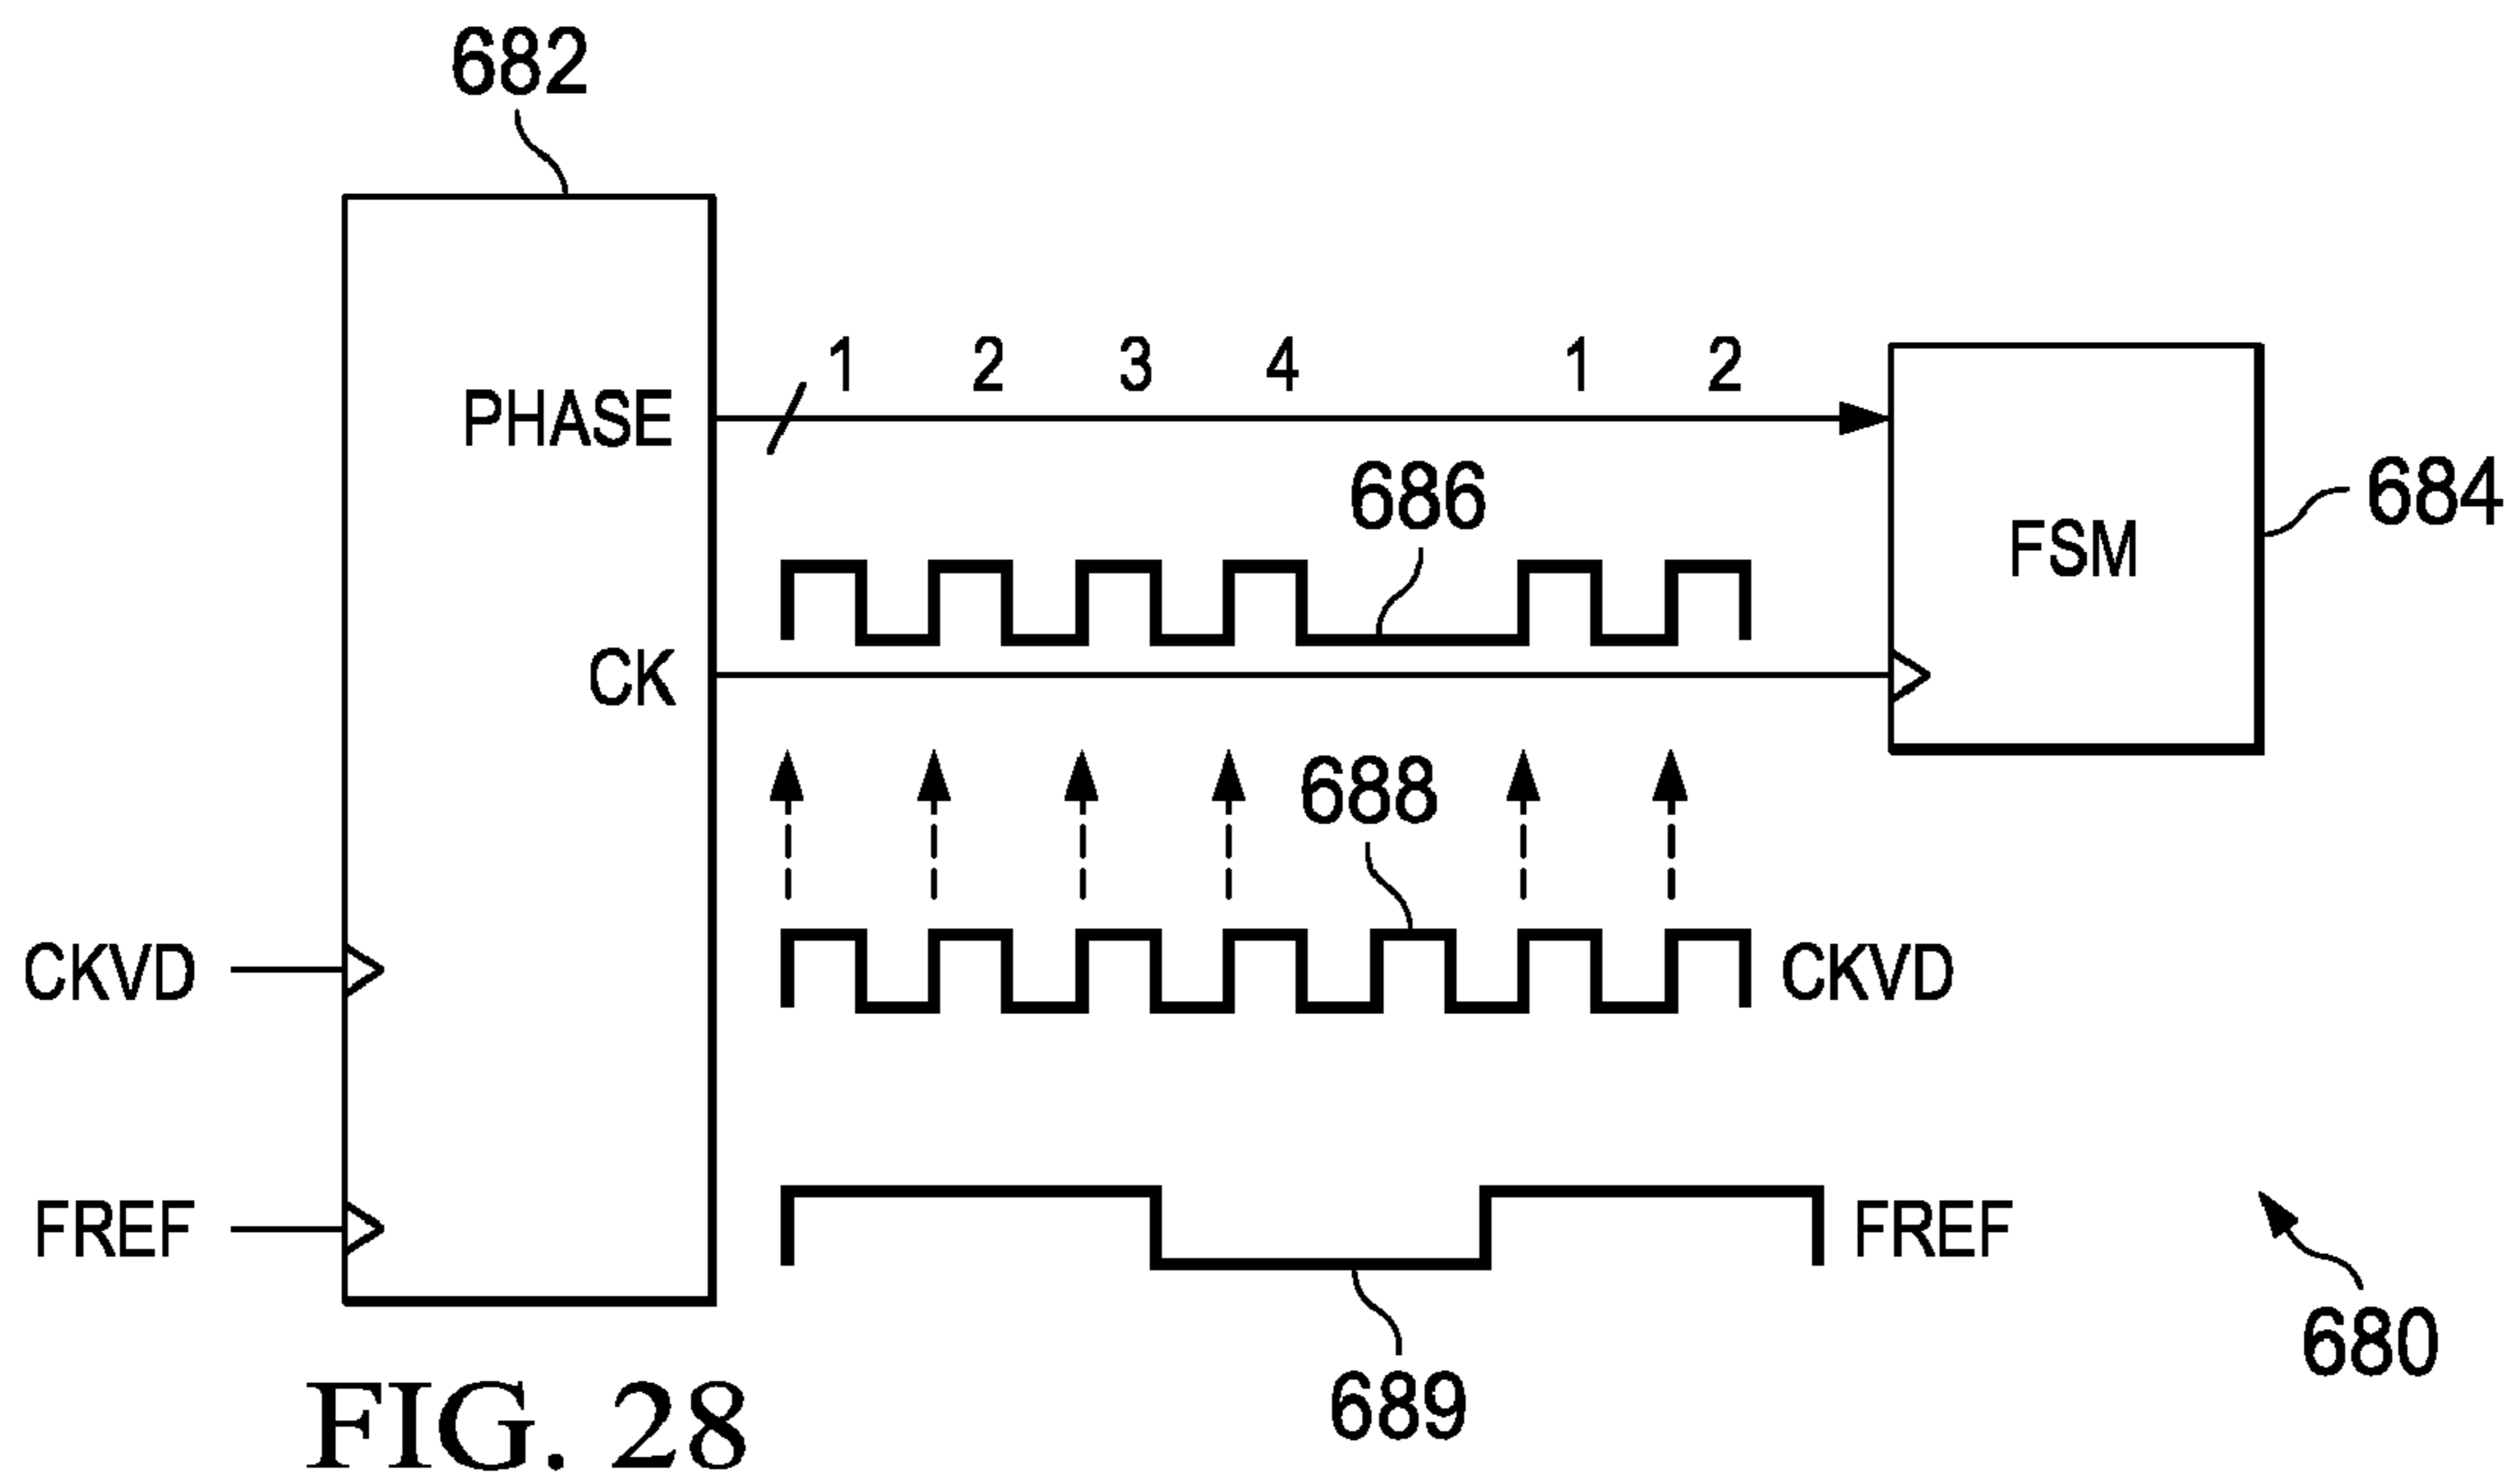 682
1 2 3 4 1 2
PHASE
686
684
FSM
CK
688
CKVD
CKVD
FREF
FREF
680
689
FIG. 28